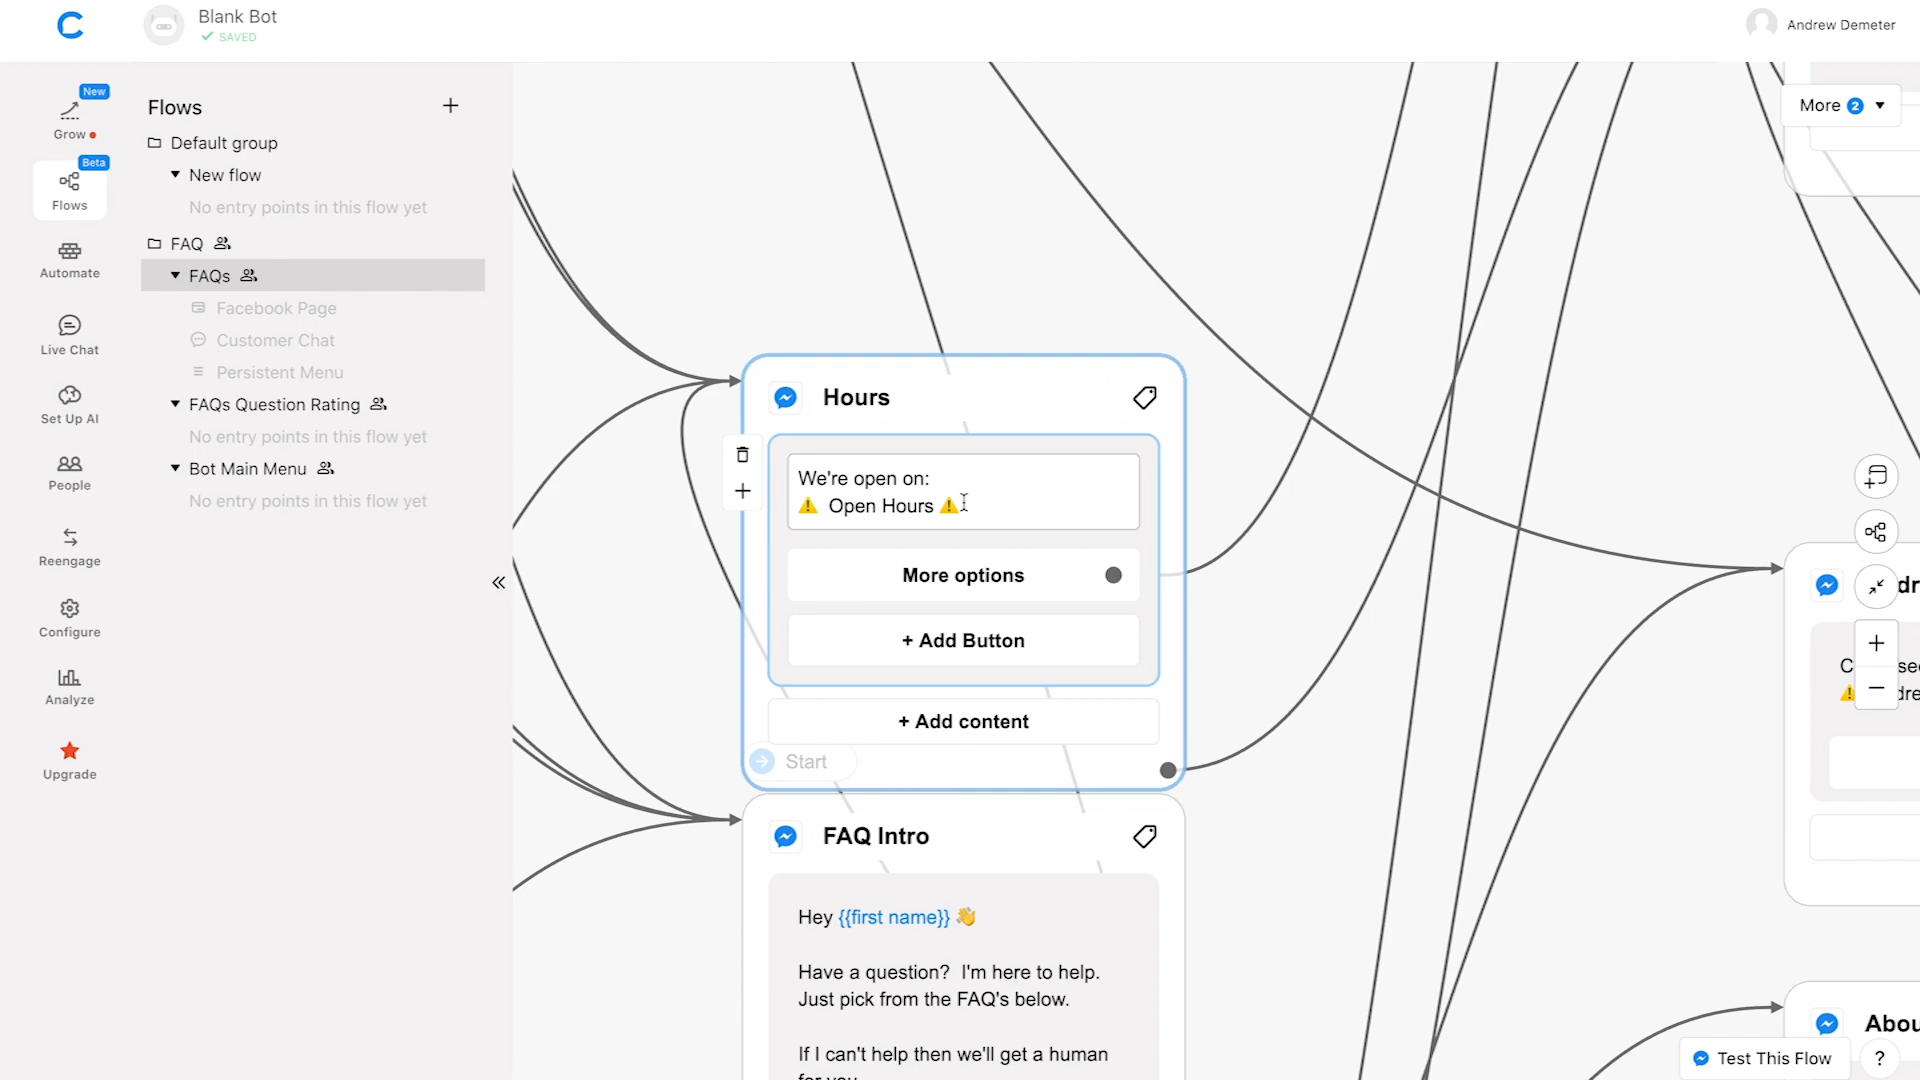 Blank Bot
SAVED
Andrew Demeter
New
Grow
Beta
Flows
Automate
Live Chat
Set Up AI
People
Reengage
Configure
Analyze
Upgrade
Flows
Default group
New flow
No entry points in this flow yet
FAQ
FAQs
Facebook Page
Customer Chat
Persistent Menu
FAQs Question Rating
No entry points in this flow yet
Bot Main Menu
No entry points in this flow yet
More 2
Hours
We're open on:
⚠️ Open Hours ⚠️
More options
+ Add Button
+ Add content
Start
FAQ Intro
Hey {{first name}} 👋
Have a question? I'm here to help.
Just pick from the FAQ's below.
If I can't help then we'll get a human
Abou
Test This Flow
?